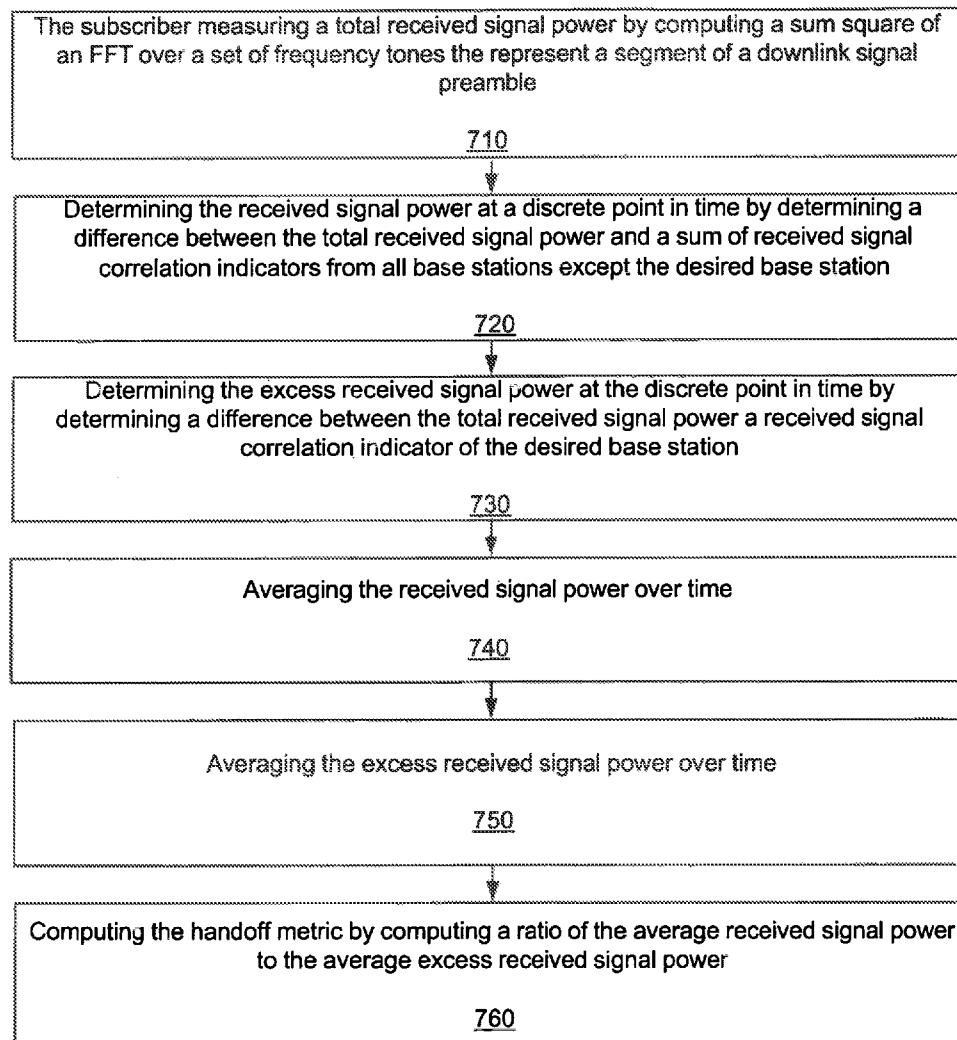 The subscriber measuring a total received signal power by computing a sum square of
an FFT over a set of frequency tones the represent a segment of a downlink signal
preamble
710
Determining the received signal power at a discrete point in time by determining a
difference between the total received signal power and a sum of received signal
correlation indicators from all base stations except the desired base station
720
Determining the excess received signal power at the discrete point in time by
determining a difference between the total received signal power a received signal
correlation indicator of the desired base station
730
Averaging the received signal power over time
740
Averaging the excess received signal power over time
750
Computing the handoff metric by computing a ratio of the average received signal power
to the average excess received signal power
760